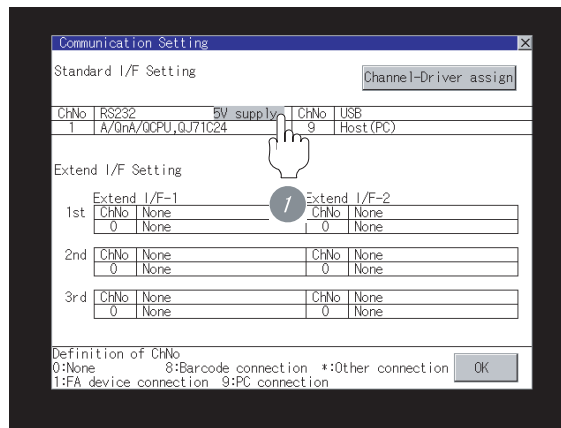 Communication Setting ×
Standard I/F Setting
Channel-Driver assign
ChNo RS232 5V supply ChNo USB
1 A/QnA/QCPU,QJ71C24 9 Host(PC)
Extend I/F Setting
Extend I/F-1 Extend I/F-2
1st ChNo None ChNo None
0 None 0 None
2nd ChNo None ChNo None
0 None 0 None
3rd ChNo None ChNo None
0 None 0 None
Definition of ChNo
0:None 8:Barcode connection *:Other connection OK
1:FA device connection 9:PC connection
1